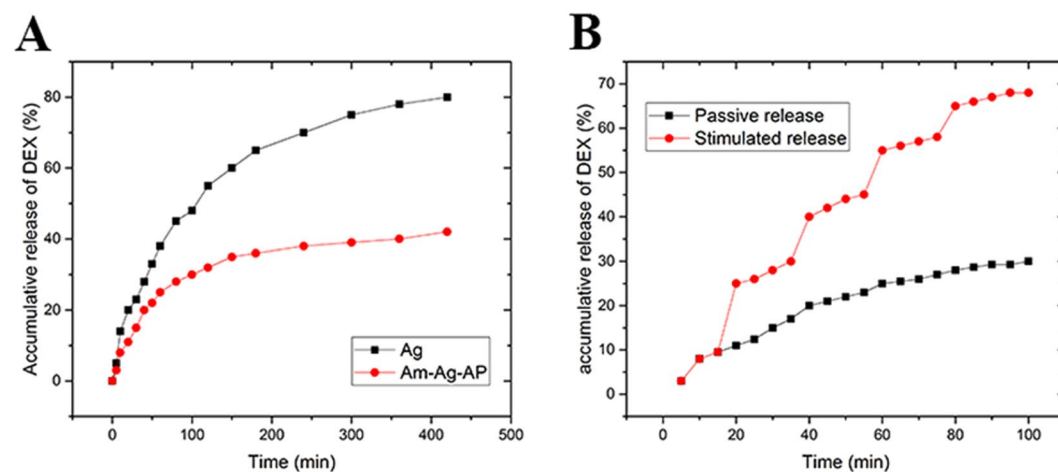 A
Accumulative release of DEX (%)
80
60
40
20
0
Ag
Am-Ag-AP
0
100
200
300
400
500
Time (min)
B
accumulative release of DEX (%)
70
60
50
40
30
20
10
0
Passive release
Stimulated release
0
20
40
60
80
100
Time (min)